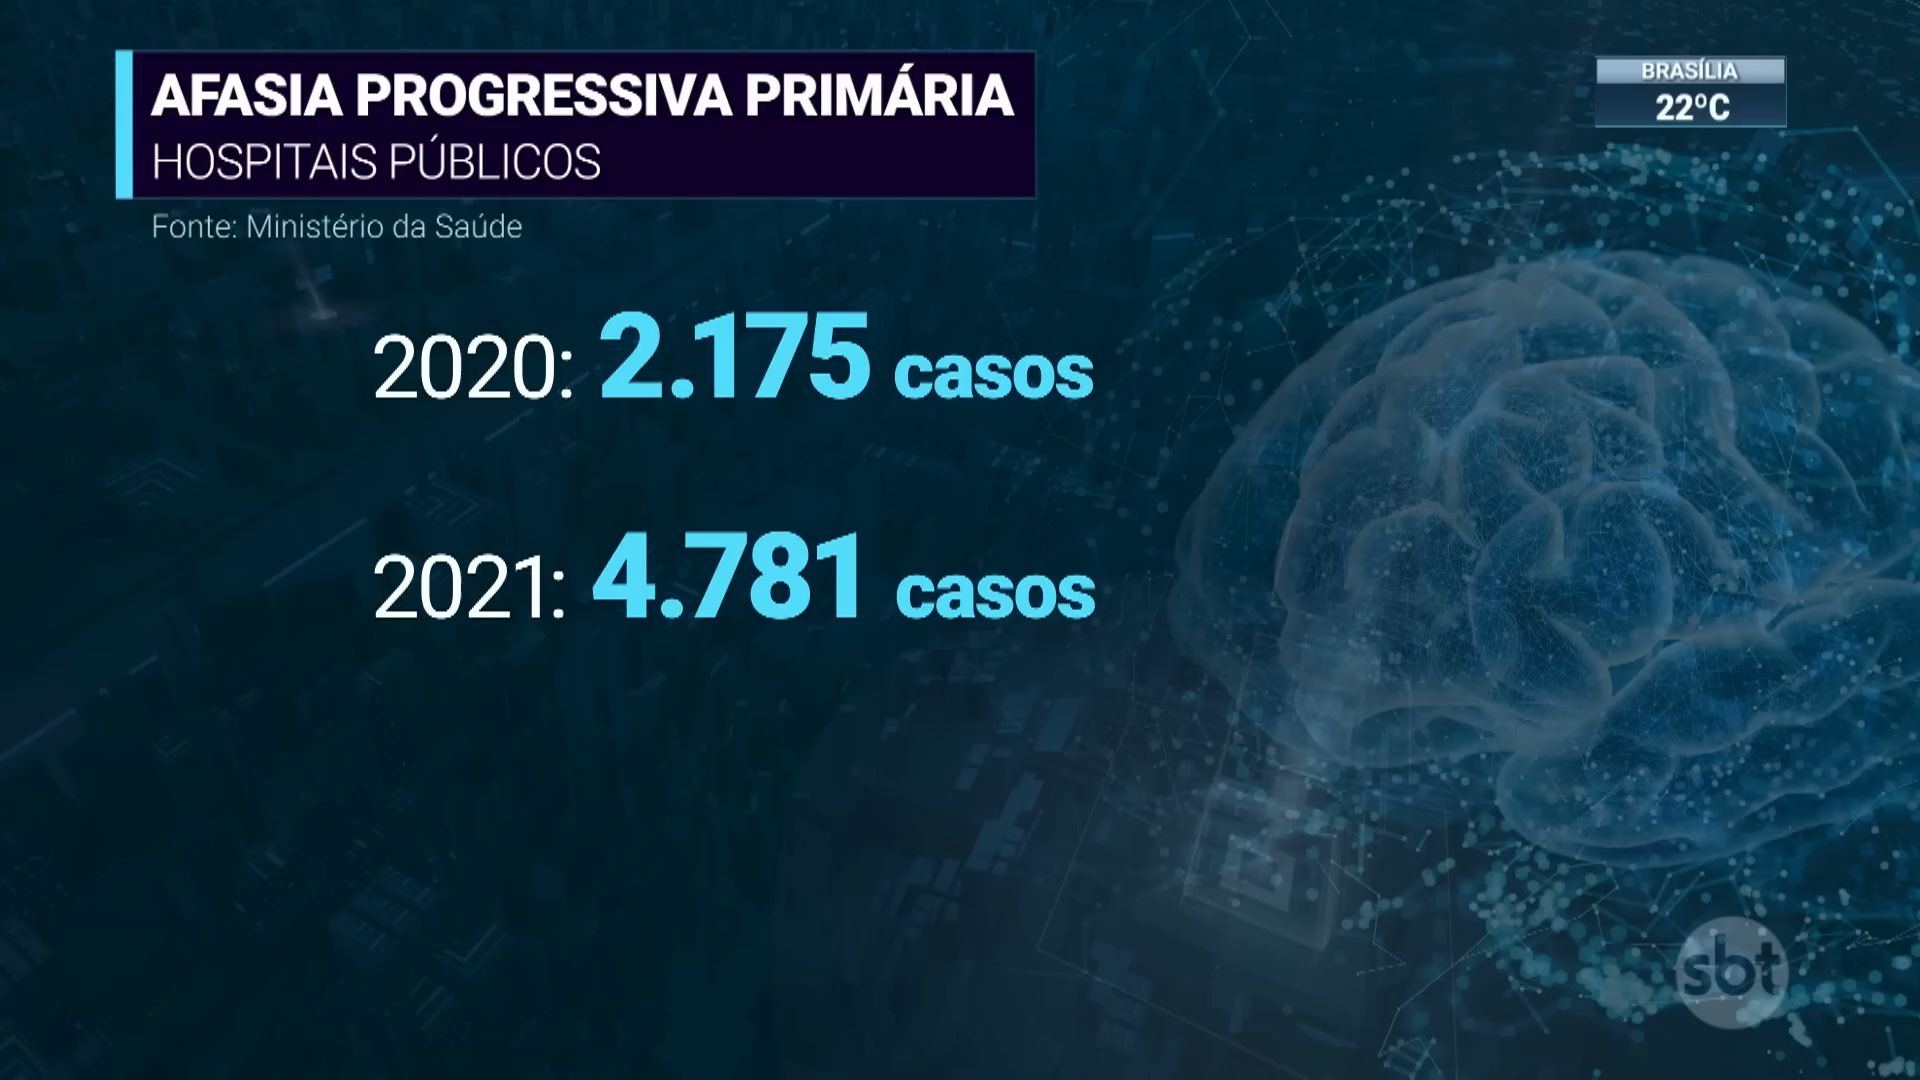 AFASIA PROGRESSIVA PRIMÁRIA
HOSPITAIS PÚBLICOS
Fonte: Ministério da Saúde
BRASÍLIA
22ºC
2020: 2.175 casos
2021: 4.781 casos
sbt